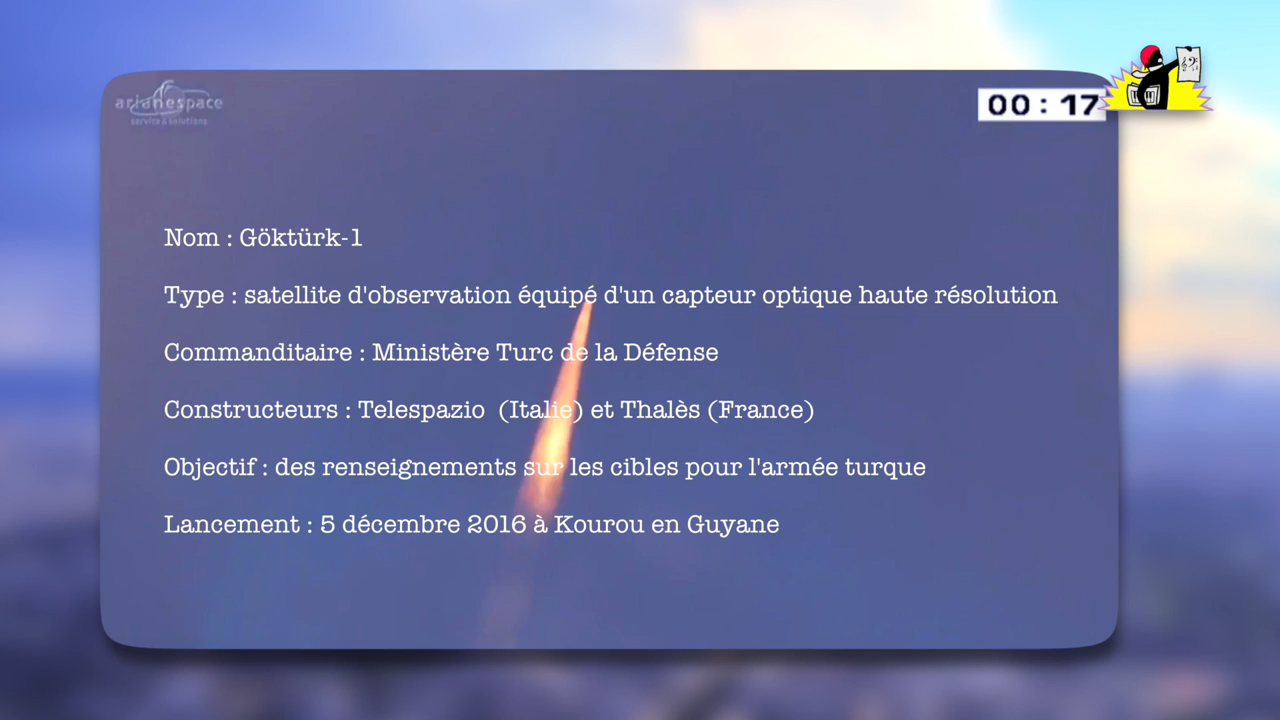 arianespace
service & solutions
00 : 17
Nom : Göktürk-1
Type : satellite d'observation équipé d'un capteur optique haute résolution
Commanditaire : Ministère Turc de la Défense
Constructeurs : Telespazio (Italie) et Thalès (France)
Objectif : des renseignements sur les cibles pour l'armée turque
Lancement : 5 décembre 2016 à Kourou en Guyane